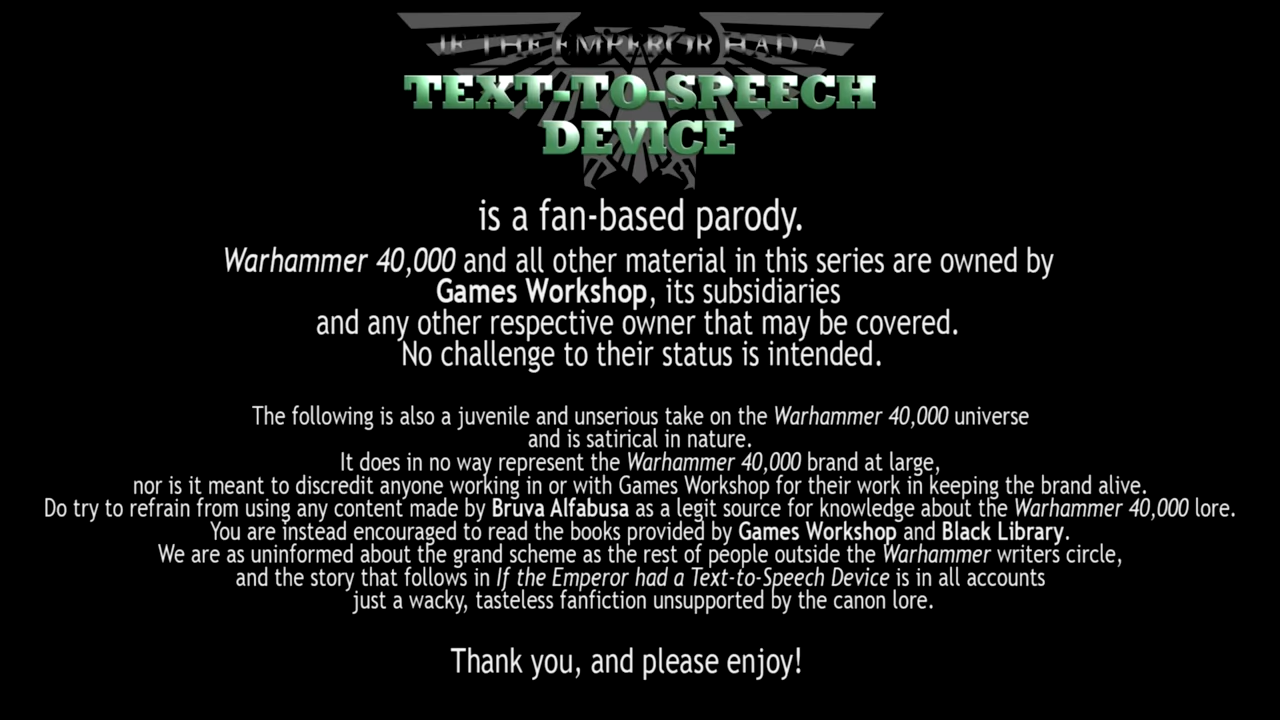 IF THE EMPEROR HAD A
TEXT-TO-SPEECH
DEVICE
is a fan-based parody.
Warhammer 40,000 and all other material in this series are owned by
Games Workshop, its subsidiaries
and any other respective owner that may be covered.
No challenge to their status is intended.
The following is also a juvenile and unserious take on the Warhammer 40,000 universe
and is satirical in nature.
It does in no way represent the Warhammer 40,000 brand at large,
nor is it meant to discredit anyone working in or with Games Workshop for their work in keeping the brand alive.
Do try to refrain from using any content made by Bruva Alfabusa as a legit source for knowledge about the Warhammer 40,000 lore.
You are instead encouraged to read the books provided by Games Workshop and Black Library.
We are as uninformed about the grand scheme as the rest of people outside the Warhammer writers circle,
and the story that follows in If the Emperor had a Text-to-Speech Device is in all accounts
just a wacky, tasteless fanfiction unsupported by the canon lore.
Thank you, and please enjoy!